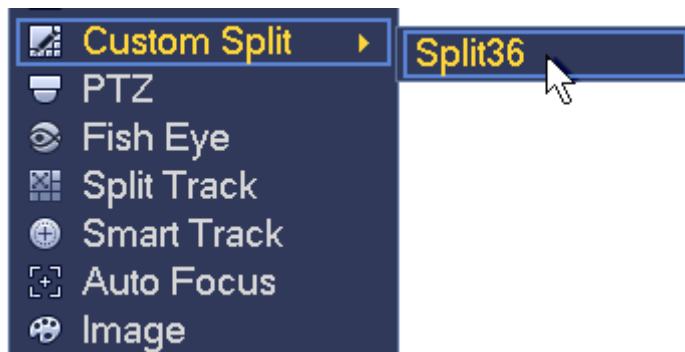 Custom Split
Split36
PTZ
Fish Eye
Split Track
Smart Track
Auto Focus
Image